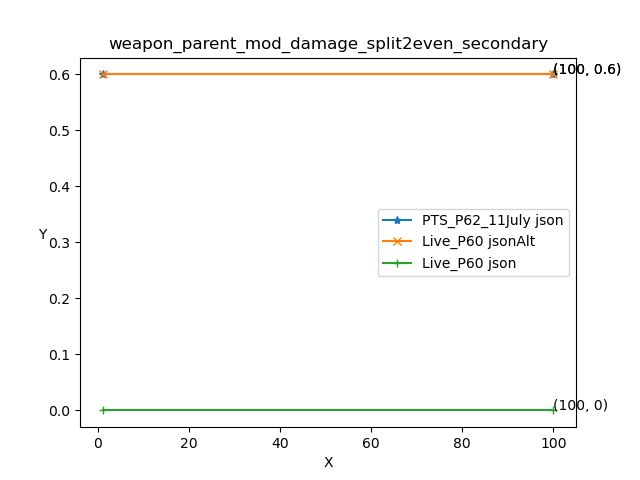 weapon_parent_mod_damage_split2even_secondary
(100, 0.6)
0.6
0.5
0.4
PTS_P62_11July json
Y
Live_P60 jsonAlt
0.3
Live_P60 json
0.2
0.1
(100, 0)
0.0
0 20 40 60 80 100
X